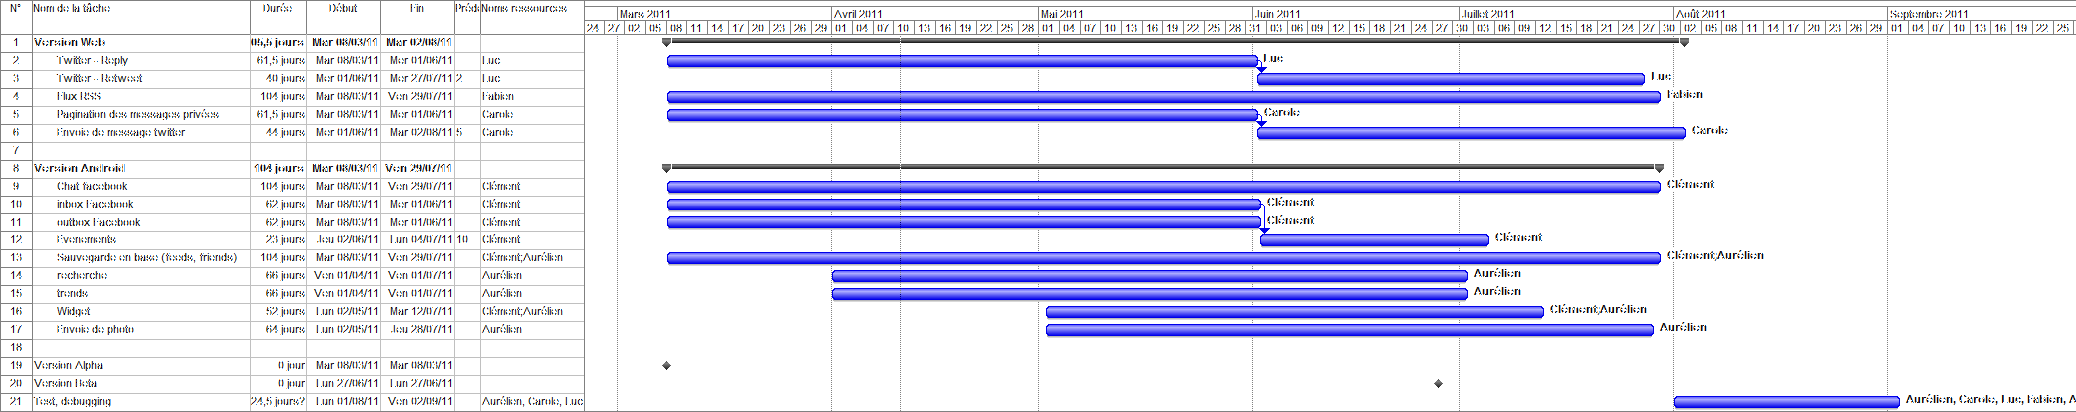 N° Nom de la tâche Durée Début Fin Préd Noms ressources
Mars 2011 Avril 2011 Mai 2011 Juin 2011 Juillet 2011 Août 2011 Septembre 2011
24 27 02 05 08 11 14 17 20 23 26 29 01 04 07 10 13 16 19 22 25 28 01 04 07 10 13 16 19 22 25 28 31 03 06 09 12 15 18 21 24 27 30 03 06 09 12 15 18 21 24 27 30 02 05 08 11 14 17 20 23 26 29 01 04 07 10 13 16 19 22 25
1 Version Web 05,5 jours Mar 08/03/11 Mar 02/08/11
2 Twitter - Reply 61,5 jours Mar 08/03/11 Mer 01/06/11 Luc Luc
3 Twitter - Retweet 40 jours Mer 01/06/11 Mer 27/07/11 2 Luc Luc
4 Flux RSS 104 jours Mar 08/03/11 Ven 29/07/11 Fabien Fabien
5 Pagination des messages privées 61,5 jours Mar 08/03/11 Mer 01/06/11 Carole Carole
6 Envoie de message twitter 44 jours Mer 01/06/11 Mar 02/08/11 5 Carole Carole
7
8 Version Android 104 jours Mar 08/03/11 Ven 29/07/11
9 Chat facebook 104 jours Mar 08/03/11 Ven 29/07/11 Clément Clément
10 inbox Facebook 62 jours Mar 08/03/11 Mer 01/06/11 Clément Clément
11 outbox Facebook 62 jours Mar 08/03/11 Mer 01/06/11 Clément Clément
12 Evenements 23 jours Jeu 02/06/11 Lun 04/07/11 10 Clément Clément
13 Sauvegarde en base (feeds, friends) 104 jours Mar 08/03/11 Ven 29/07/11 Clément;Aurélien Clément;Aurélien
14 recherche 66 jours Ven 01/04/11 Ven 01/07/11 Aurélien Aurélien
15 trends 66 jours Ven 01/04/11 Ven 01/07/11 Aurélien Aurélien
16 Widget 52 jours Lun 02/05/11 Mar 12/07/11 Clément;Aurélien Clément;Aurélien
17 Envoie de photo 64 jours Lun 02/05/11 Jeu 28/07/11 Aurélien Aurélien
18
19 Version Alpha 0 jour Mar 08/03/11 Mar 08/03/11
20 Version Beta 0 jour Lun 27/06/11 Lun 27/06/11
21 Test, debugging 24,5 jours? Lun 01/08/11 Ven 02/09/11 Aurélien, Carole, Luc Aurélien, Carole, Luc, Fabien, A